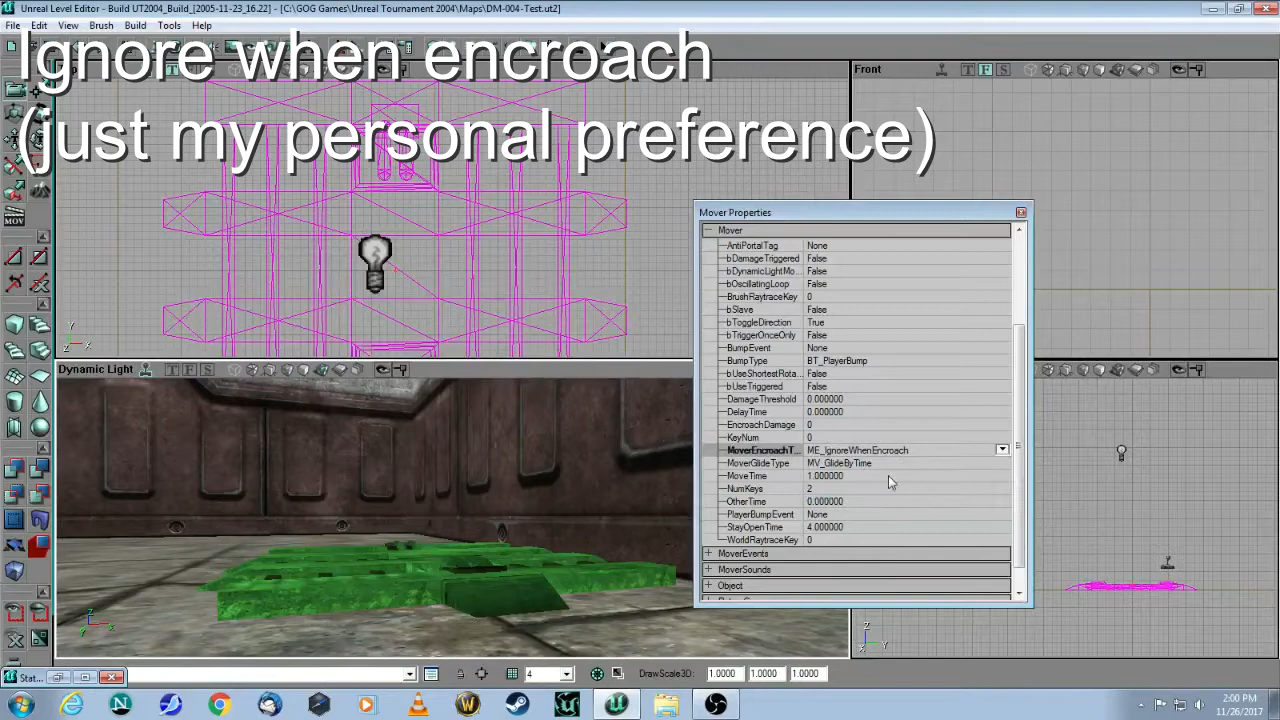 Unreal Level Editor - Build UT2004_Build_[2005-11-23_16.22] - [C:\GOG Games\Unreal Tournament 2004/Maps/DM-004-Test.ut2]
File Edit View Brush Build Tools Help
Ignore when encroach
(just my personal preference)
Front
T F S
MOV
Mover Properties
Mover
AntiPortalTag None
bDamageTriggered False
bDynamicLightMo... False
bOscillatingLoop False
BrushRaytraceKey 0
bSlave False
bToggleDirection True
bTriggerOnceOnly False
BumpEvent None
BumpType BT_PlayerBump
bUseShortestRota... False
bUseTriggered False
DamageThreshold 0.000000
DelayTime 0.000000
EncroachDamage 0
KeyNum 0
MoverEncroachT... ME_IgnoreWhenEncroach
MoverGlideType MV_GlideByTime
MoveTime 1.000000
NumKeys 2
OtherTime 0.000000
PlayerBumpEvent None
StayOpenTime 4.000000
WorldRaytraceKey 0
MoverEvents
MoverSounds
Object
Dynamic Light
T F S
Y
Z X
Z
X
Z
X Y
Stat...
4
DrawScale3D: 1.0000 1.0000 1.0000
2:00 PM
11/26/2017